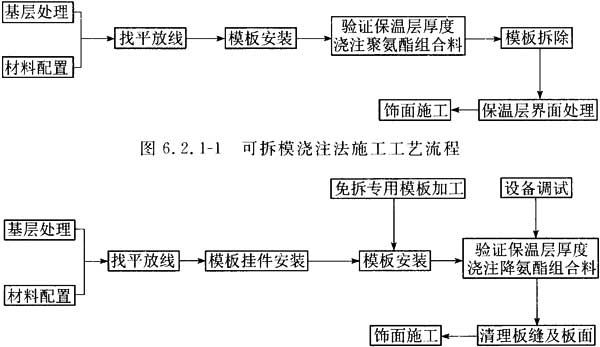 基层处理
材料配置
找平放线
模板安装
验证保温层厚度
浇注聚氨酯组合料
模板拆除
保温层界面处理
饰面施工
图 6.2.1-1 可拆模浇注法施工工艺流程
免拆专用模板加工
设备调试
基层处理
材料配置
找平放线
模板挂件安装
模板安装
验证保温层厚度
浇注降氨酯组合料
清理板缝及板面
饰面施工